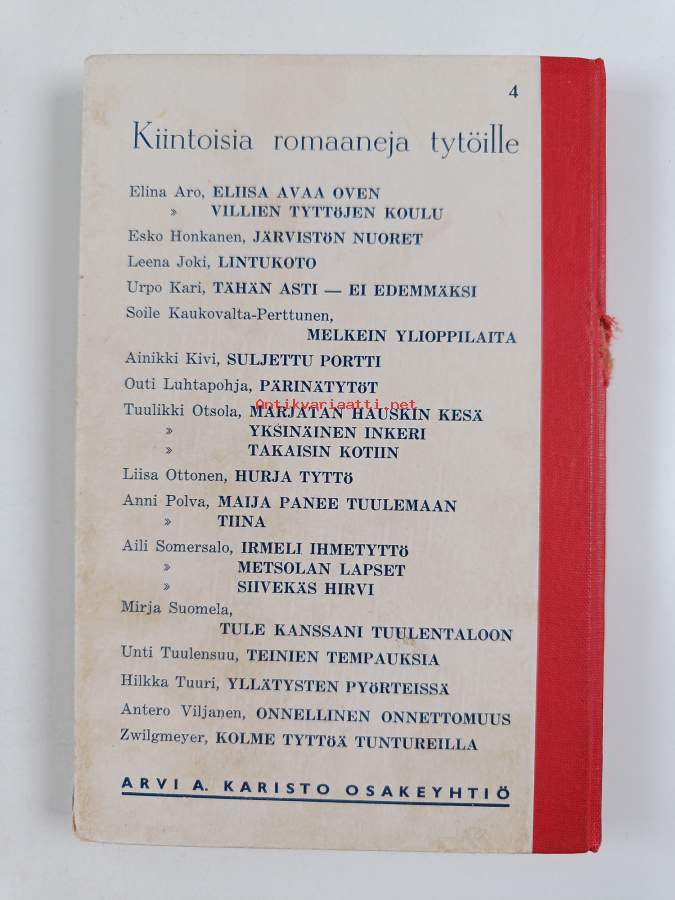 4
Kiintoisia romaaneja tytöille
Elina Aro, ELIISA AVAA OVEN
» VILLIEN TYTTÖJEN KOULU
Esko Honkanen, JÄRVISTÖN NUORET
Leena Joki, LINTUKOTO
Urpo Kari, TÄHÄN ASTI — EI EDEMMÄKSI
Soile Kaukovalta-Perttunen,
MELKEIN YLIOPPILAITA
Ainikki Kivi, SULJETTU PORTTI
Outi Luhtapohja, PÄRINÄTYTÖT
Antikvariaatti.net
Tuulikki Otsola, MARJATAN HAUSKIN KESÄ
» YKSINÄINEN INKERI
» TAKAISIN KOTIIN
Liisa Ottonen, HURJA TYTTÖ
Anni Polva, MAIJA PANEE TUULEMAAN
» TIINA
Aili Somersalo, IRMELI IHMETYTTÖ
» METSOLAN LAPSET
» SIIVEKÄS HIRVI
Mirja Suomela,
TULE KANSSANI TUULENTALOON
Unti Tuulensuu, TEINIEN TEMPAUKSIA
Hilkka Tuuri, YLLÄTYSTEN PYÖRTEISSÄ
Antero Viljanen, ONNELLINEN ONNETTOMUUS
Zwilgmeyer, KOLME TYTTÖÄ TUNTUREILLA
ARVI A. KARISTO OSAKEYHTIÖ